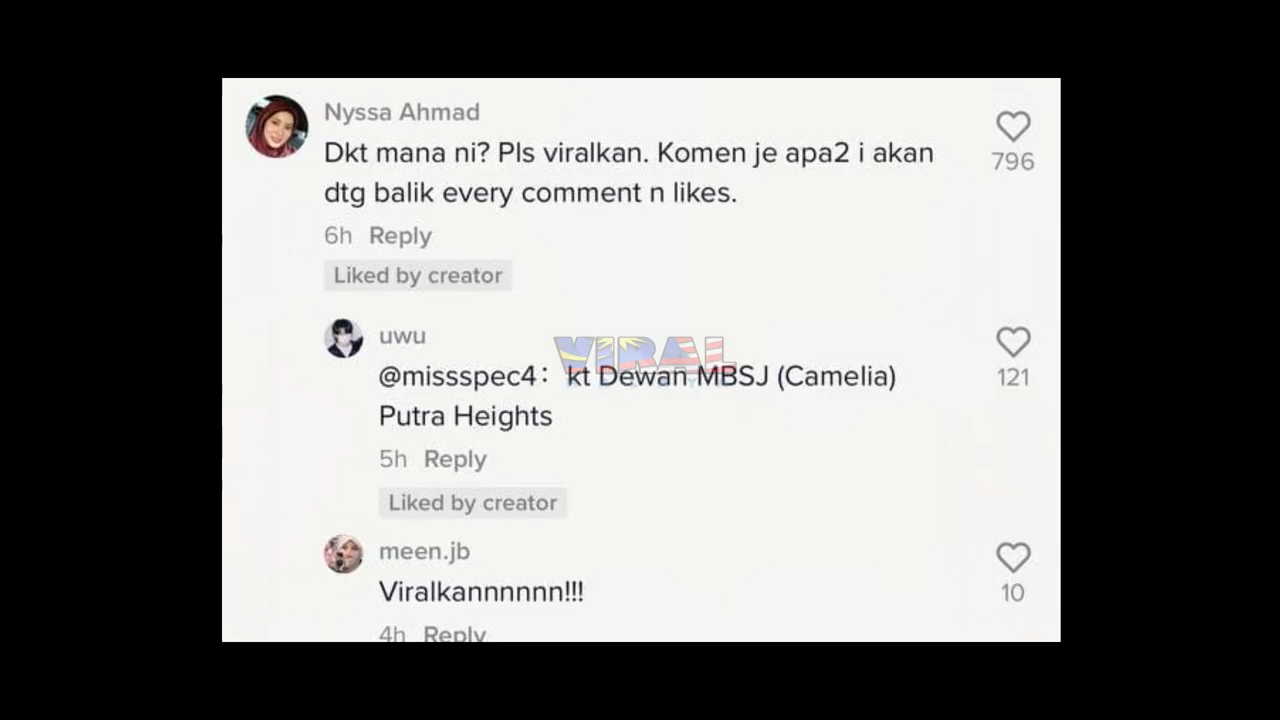 Nyssa Ahmad
Dkt mana ni? Pls viralkan. Komen je apa2 i akan
796
dtg balik every comment n likes.
6h Reply
Liked by creator
uwu
VIRAL
@missspec4: kt Dewan MBSJ (Camelia)
121
Putra Heights
5h Reply
Liked by creator
meen.jb
Viralkannnnnn!!!
10
4h Reply